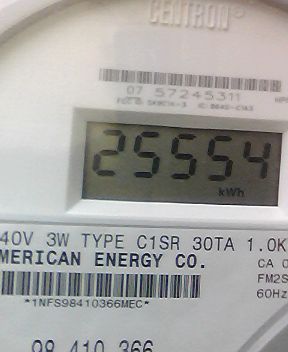 CENTRON®
07 57245311
25554
kWh
40V 3W TYPE C1SR 30TA 1.0K
MERICAN ENERGY CO.
CA 0
FM2S
60Hz
*1NFS98410366MEC*
98 410 366